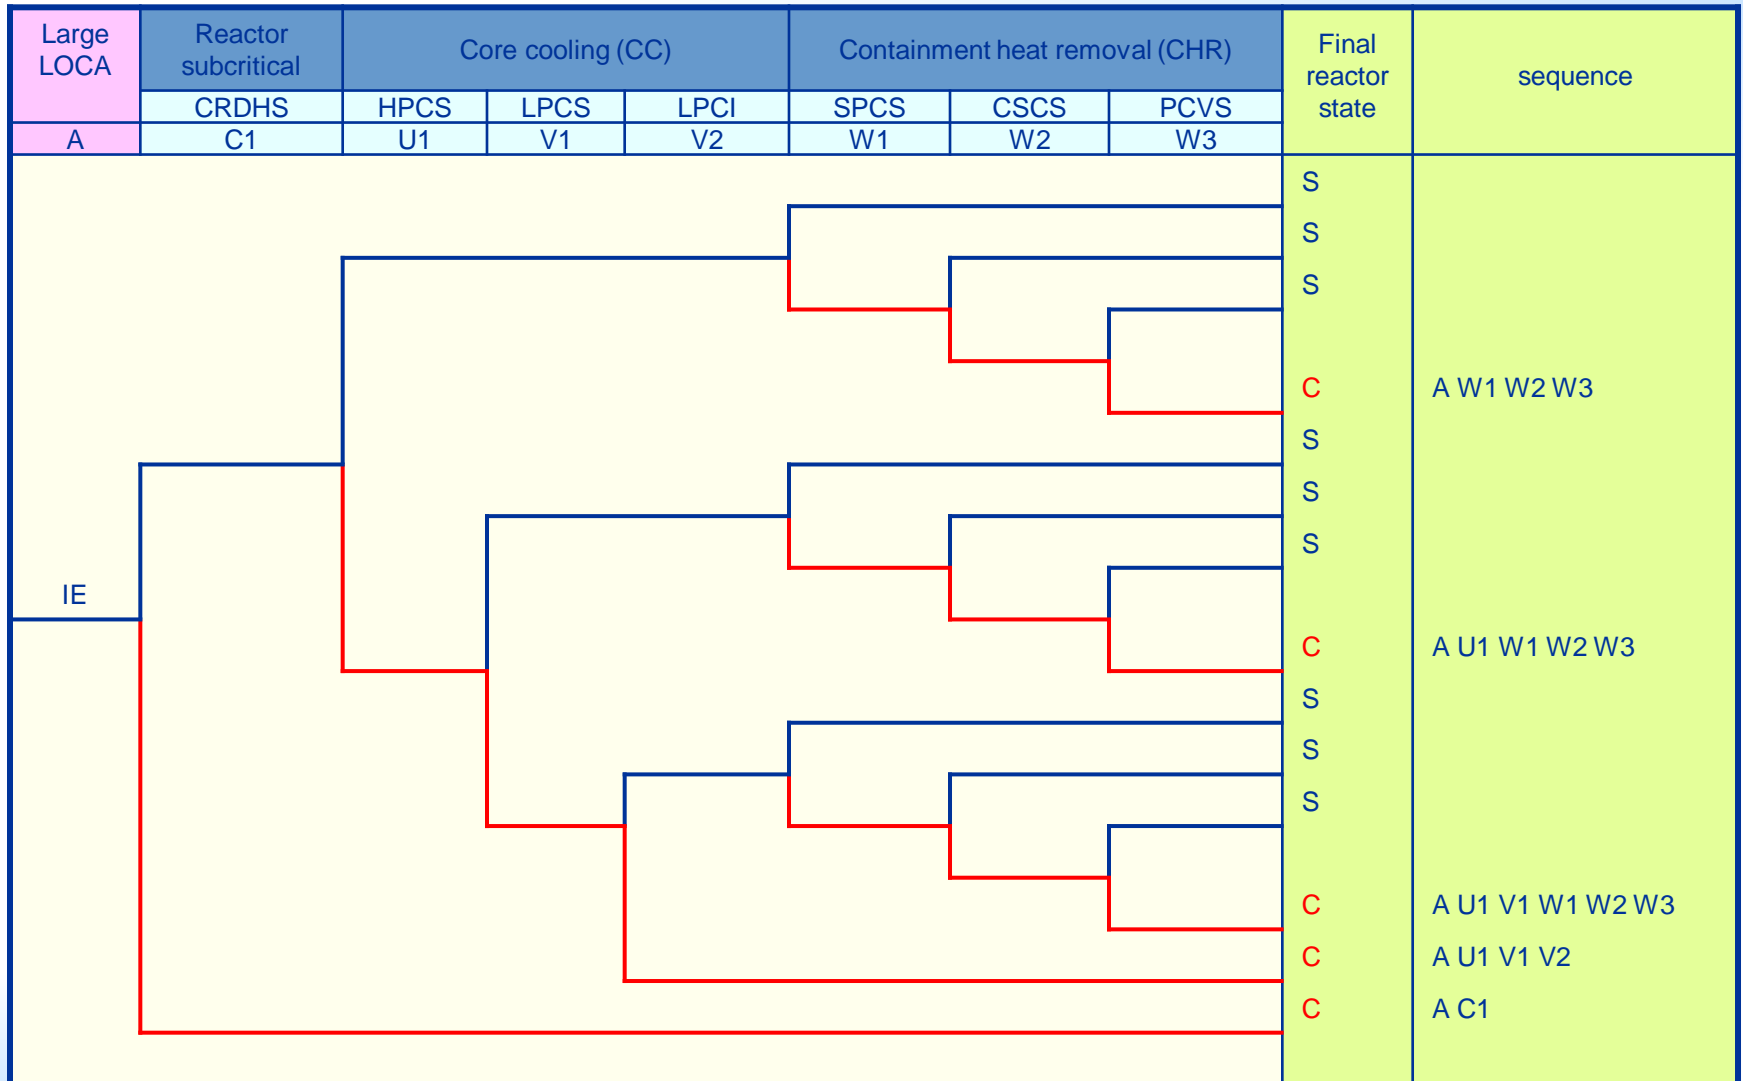 Large
LOCA
Reactor
subcritical
Core cooling (CC)
Containment heat removal (CHR)
Final
reactor
state
sequence
CRDHS
HPCS
LPCS
LPCI
SPCS
CSCS
PCVS
A
C1
U1
V1
V2
W1
W2
W3
S
S
S
C
A W1 W2 W3
S
S
S
IE
C
A U1 W1 W2 W3
S
S
S
C
A U1 V1 W1 W2 W3
C
A U1 V1 V2
C
A C1